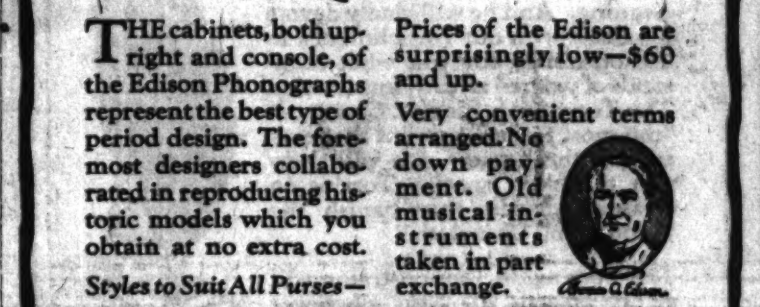 THE cabinets, both up-
right and console, of
the Edison Phonographs
represent the best type of
period design. The fore-
most designers collabo-
rated in reproducing his-
toric models which you
obtain at no extra cost.
Styles to Suit All Purses—
Prices of the Edison are
surprisingly low—$60
and up.
Very convenient terms
arranged. No
down pay-
ment. Old
musical in-
struments
taken in part
exchange.
Thomas A. Edison.